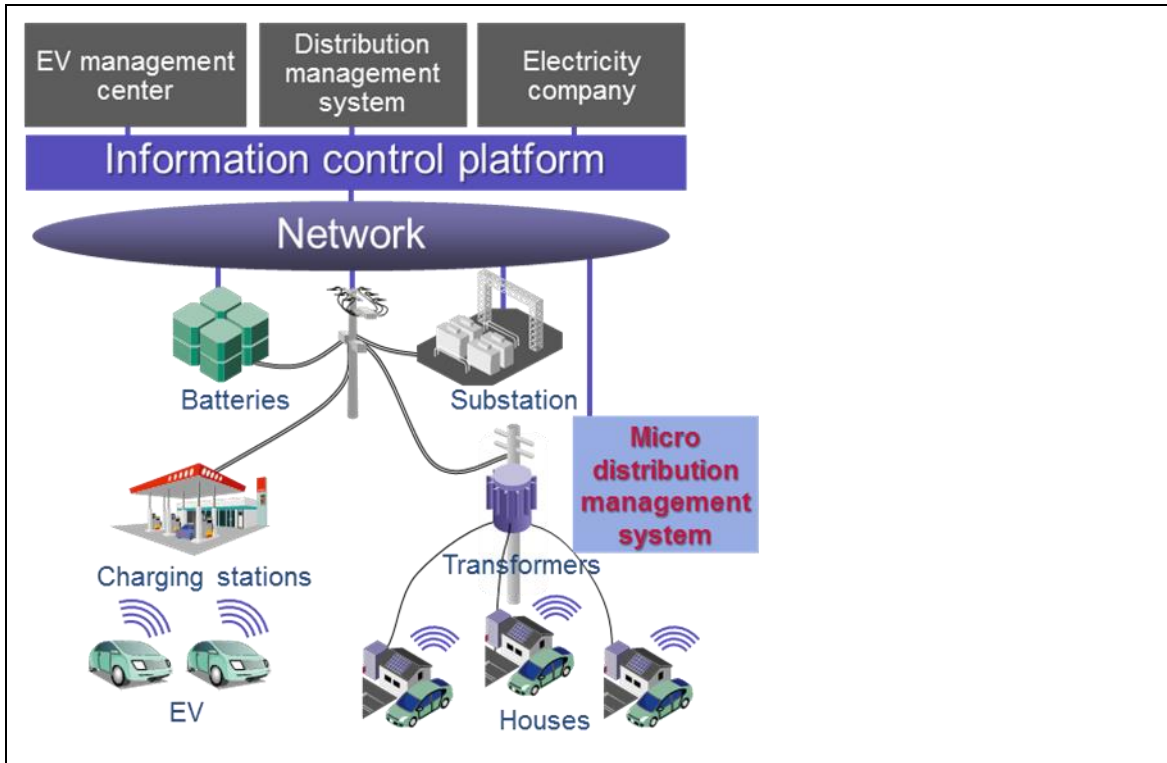 EV management
center
Distribution
management
system
Electricity
company
Information control platform
Network
Batteries
Substation
Micro
distribution
management
system
Charging stations
Transformers
EV
Houses